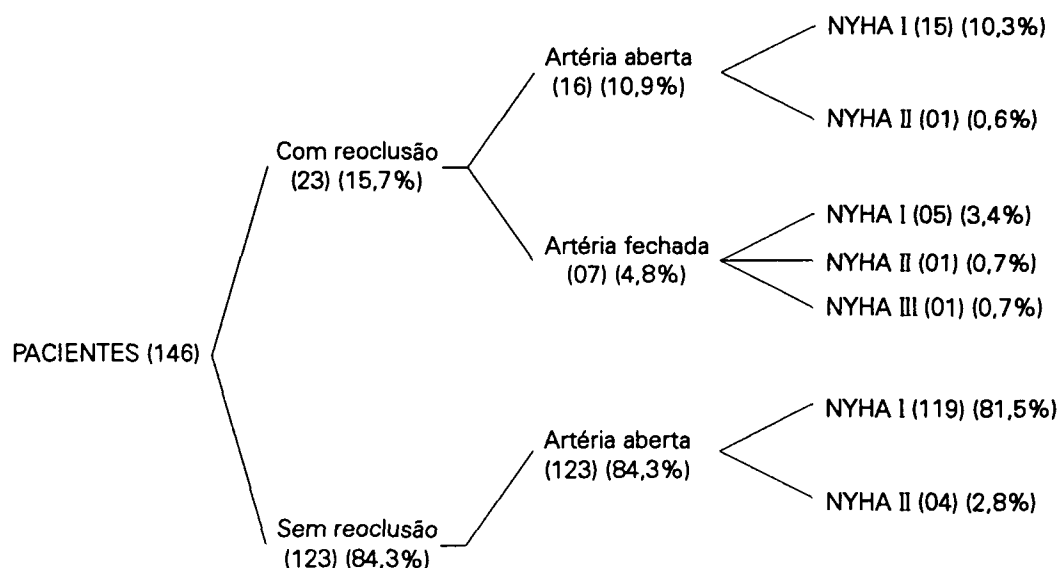 PACIENTES (146)
Com reoclusão
(23) (15,7%)
Artéria aberta
(16) (10,9%)
NYHA I (15) (10,3%)
NYHA II (01) (0,6%)
Artéria fechada
(07) (4,8%)
NYHA I (05) (3,4%)
NYHA II (01) (0,7%)
NYHA III (01) (0,7%)
Sem reoclusão
(123) (84,3%)
Artéria aberta
(123) (84,3%)
NYHA I (119) (81,5%)
NYHA II (04) (2,8%)